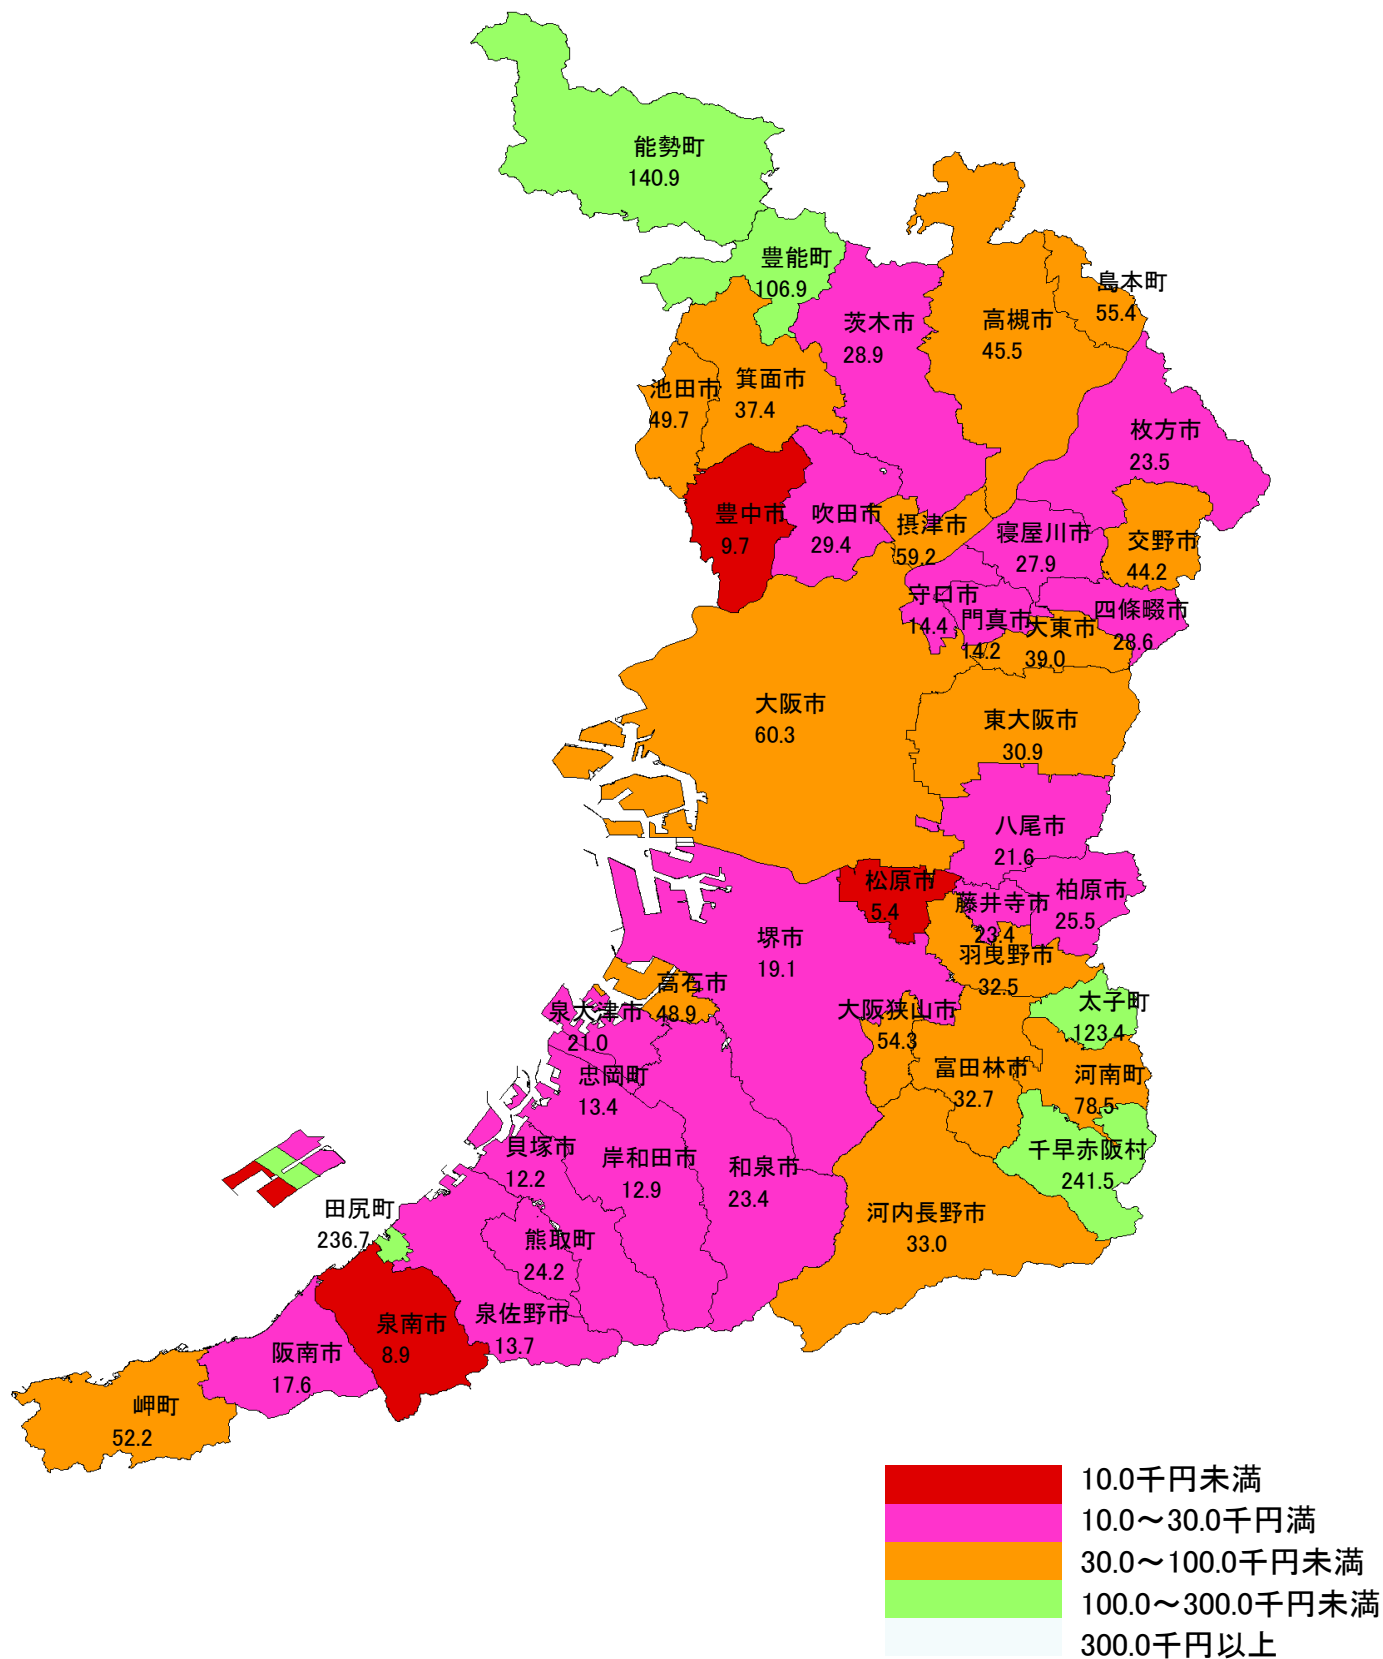 能勢町
140.9
豊能町
106.9
島本町
55.4
茨木市
28.9
高槻市
45.5
池田市
49.7
箕面市
37.4
枚方市
23.5
豊中市
9.7
吹田市
29.4
摂津市
59.2
寝屋川市
27.9
交野市
44.2
守口市
14.4
門真市
14.2
大東市
39.0
四條畷市
28.6
大阪市
60.3
東大阪市
30.9
八尾市
21.6
松原市
5.4
藤井寺市
23.4
柏原市
25.5
堺市
19.1
羽曳野市
32.5
高石市
48.9
泉大津市
21.0
大阪狭山市
54.3
太子町
123.4
忠岡町
13.4
富田林市
32.7
河南町
78.5
貝塚市
12.2
岸和田市
12.9
和泉市
23.4
千早赤阪村
241.5
田尻町
236.7
熊取町
24.2
河内長野市
33.0
泉南市
8.9
泉佐野市
13.7
阪南市
17.6
岬町
52.2
10.0千円未満
10.0～30.0千円満
30.0～100.0千円未満
100.0～300.0千円未満
300.0千円以上